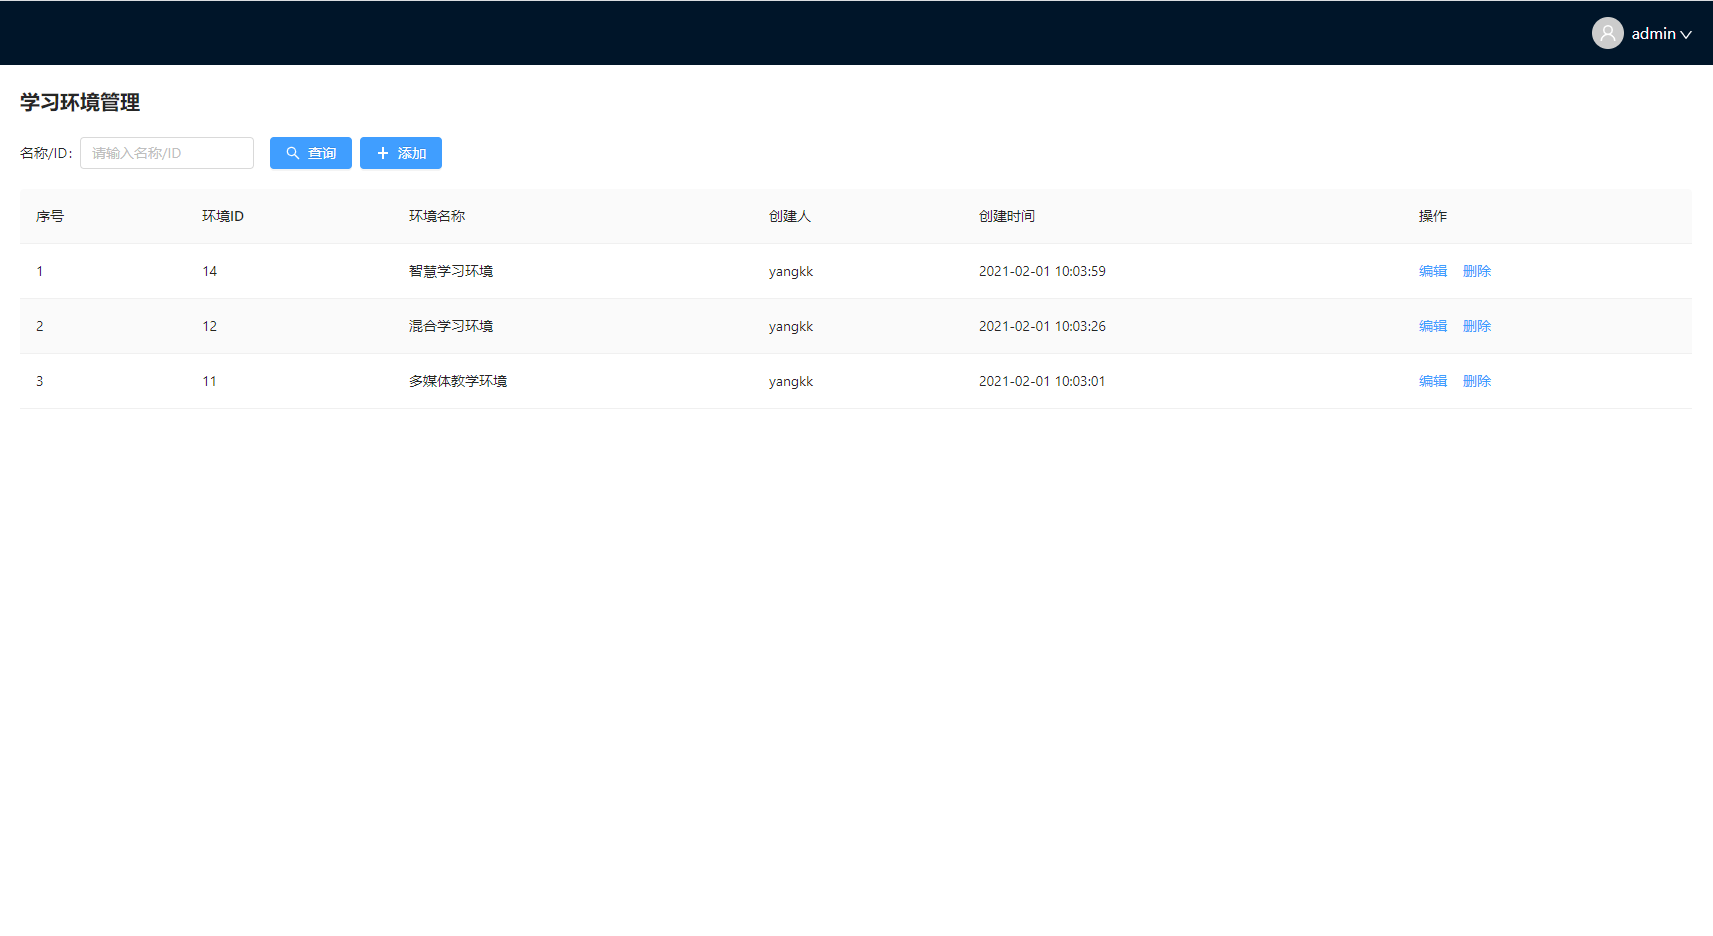 admin
学习环境管理
名称/ID: 请输入名称/ID 查询 添加
序号 环境ID 环境名称 创建人 创建时间 操作
1 14 智慧学习环境 yangkk 2021-02-01 10:03:59 编辑 删除
2 12 混合学习环境 yangkk 2021-02-01 10:03:26 编辑 删除
3 11 多媒体教学环境 yangkk 2021-02-01 10:03:01 编辑 删除